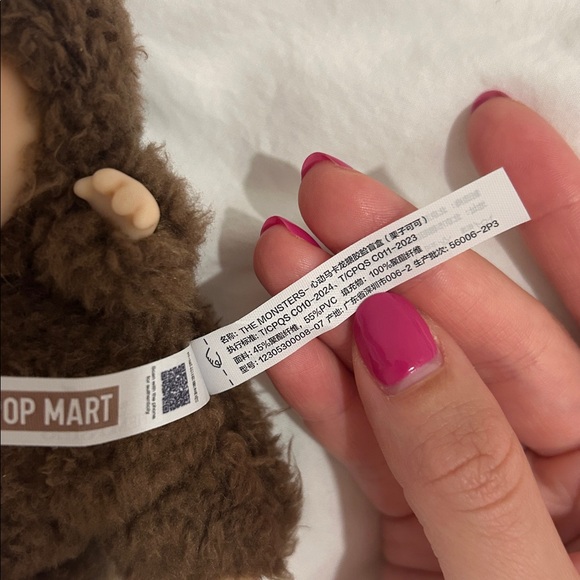 名称: THE MONSTERS- 心动马卡龙搪胶脸盲盒 (栗子可可)
执行标准: T/CPQS C010-2024、T/CPQS C011-2023
面料: 45%聚酯纤维, 55%PVC 填充物: 100%聚酯纤维
型号: 12305300008-07 产地: 广东省深圳市006-2 生产批次: 56006-2P3
OP MART